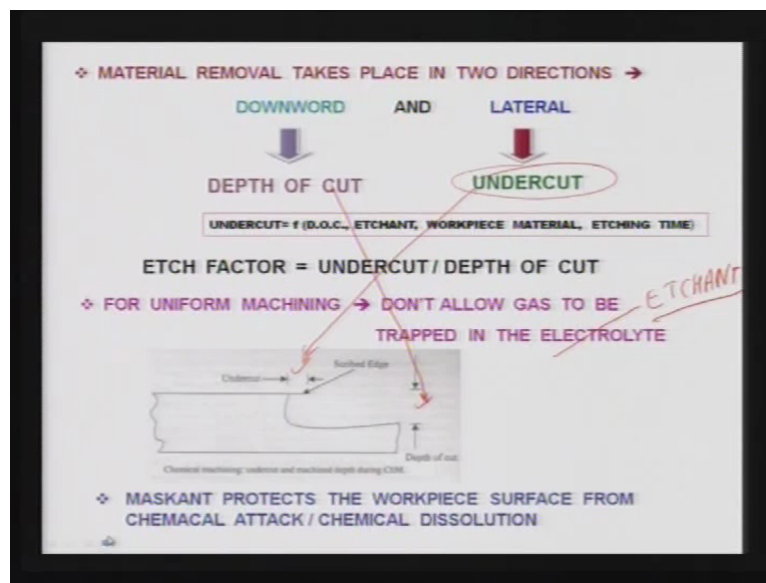 ❖ MATERIAL REMOVAL TAKES PLACE IN TWO DIRECTIONS →
DOWNWORD AND LATERAL
DEPTH OF CUT UNDERCUT
UNDERCUT= f (D.O.C., ETCHANT, WORKPIECE MATERIAL, ETCHING TIME)
ETCH FACTOR = UNDERCUT / DEPTH OF CUT
❖ FOR UNIFORM MACHINING → DON'T ALLOW GAS TO BE
ETCHANT
TRAPPED IN THE ELECTROLYTE
Scribed Edge
Undercut
Depth of cut
Chemical machining: undercut and machined depth during CHM.
❖ MASKANT PROTECTS THE WORKPIECE SURFACE FROM
CHEMACAL ATTACK / CHEMICAL DISSOLUTION